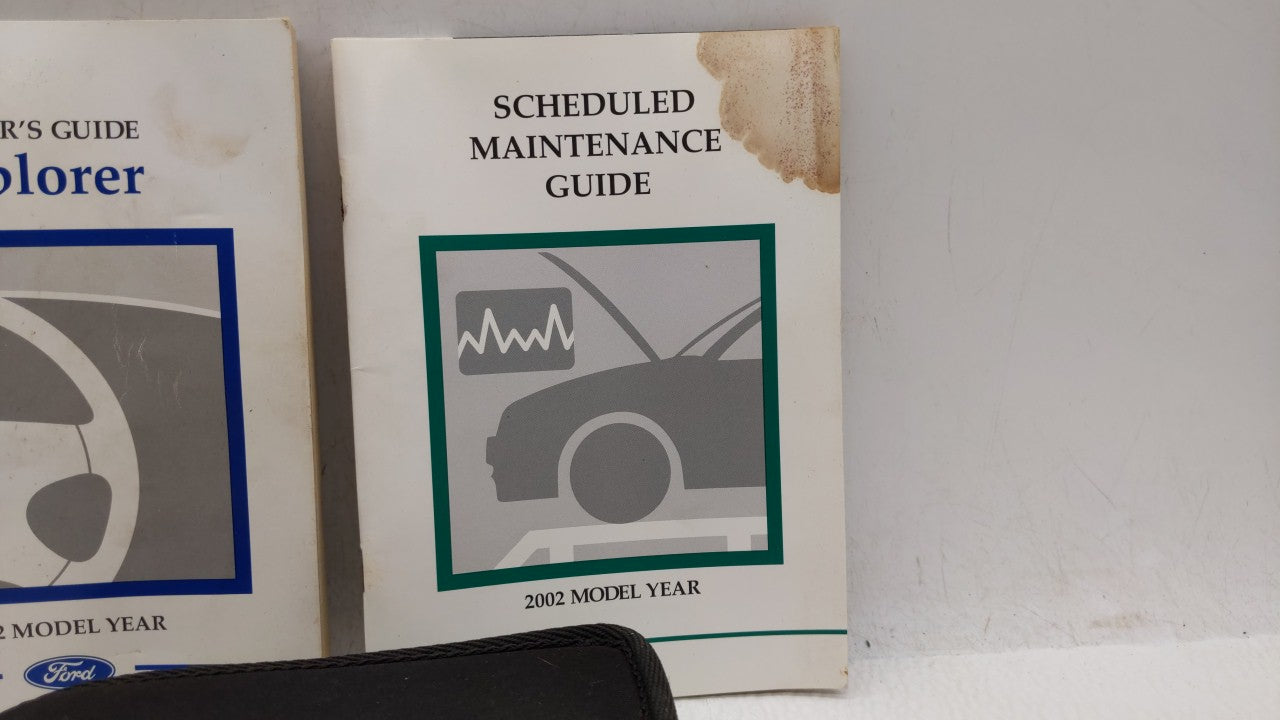 R'S GUIDE
plorer
2 MODEL YEAR
Ford
SCHEDULED
MAINTENANCE
GUIDE
2002 MODEL YEAR